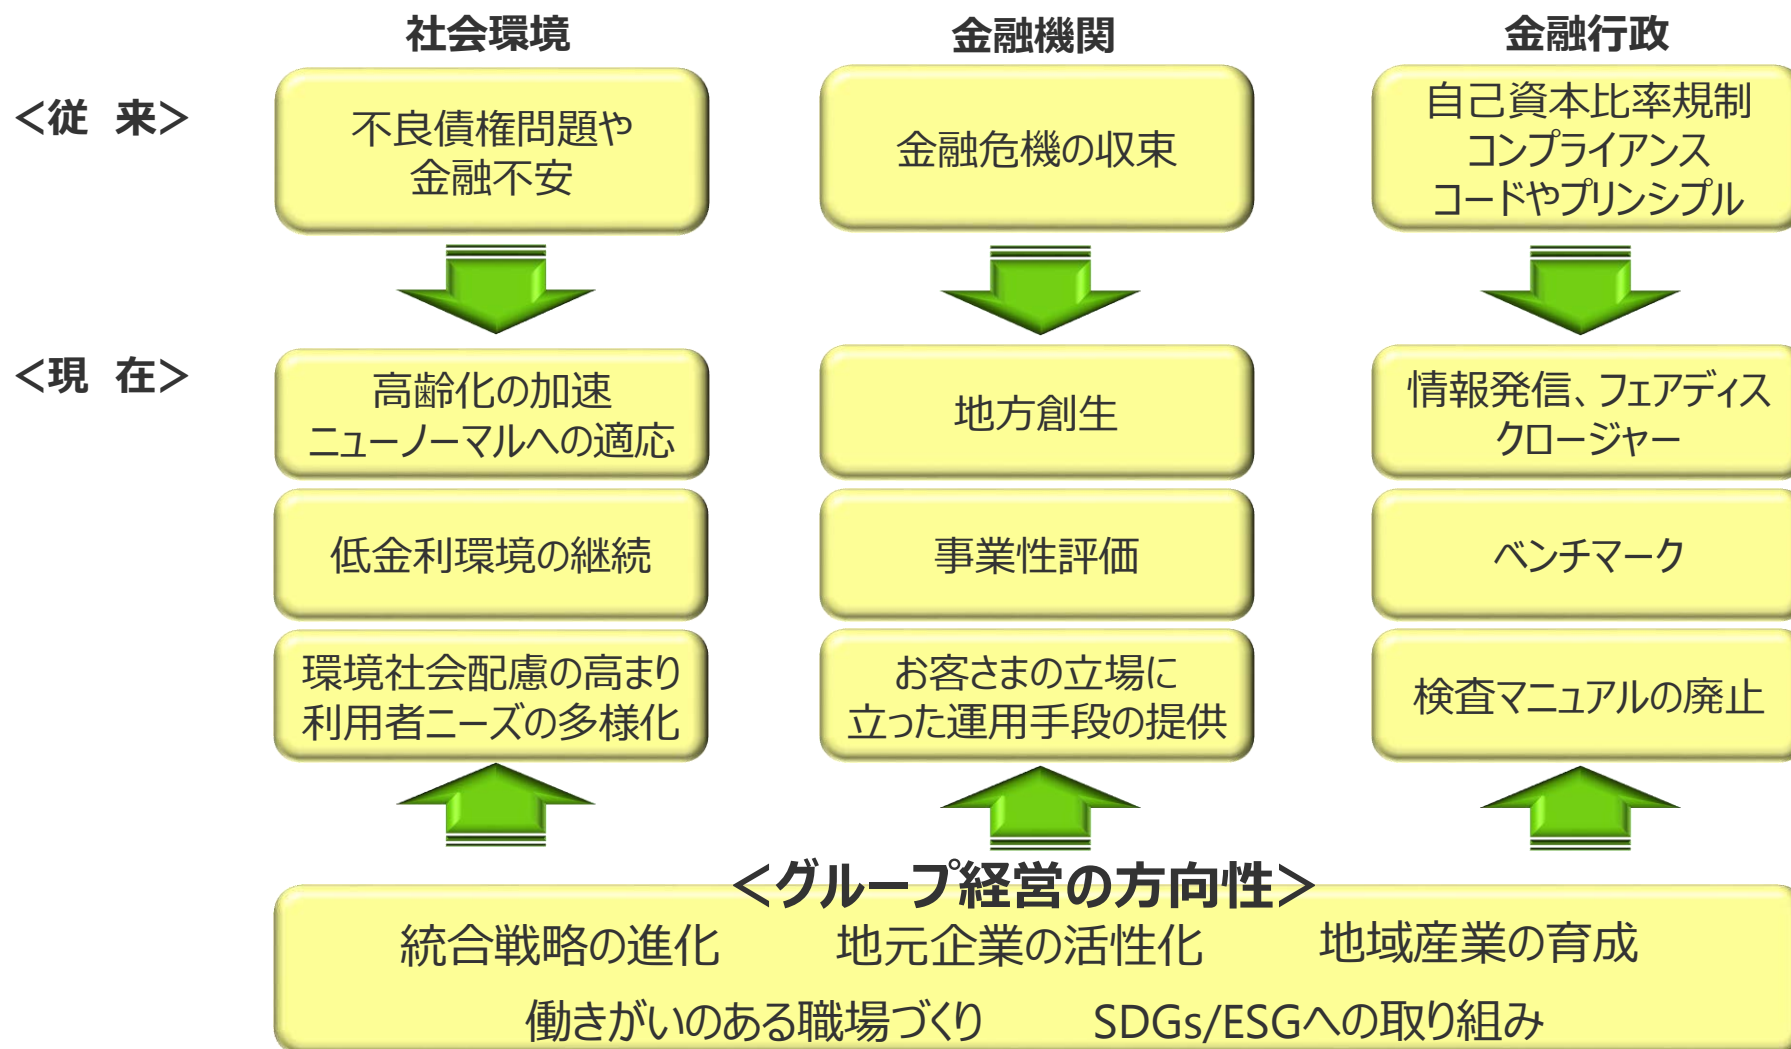 社会環境
金融機関
金融行政
<従 来>
不良債権問題や
金融不安
金融危機の収束
自己資本比率規制
コンプライアンス
コードやプリンシプル
<現 在>
高齢化の加速
ニューノーマルへの適応
地方創生
情報発信、フェアディス
クロージャー
低金利環境の継続
事業性評価
ベンチマーク
環境社会配慮の高まり
利用者ニーズの多様化
お客さまの立場に
立った運用手段の提供
検査マニュアルの廃止
<グループ経営の方向性>
統合戦略の進化 地元企業の活性化 地域産業の育成
働きがいのある職場づくり SDGs/ESGへの取り組み